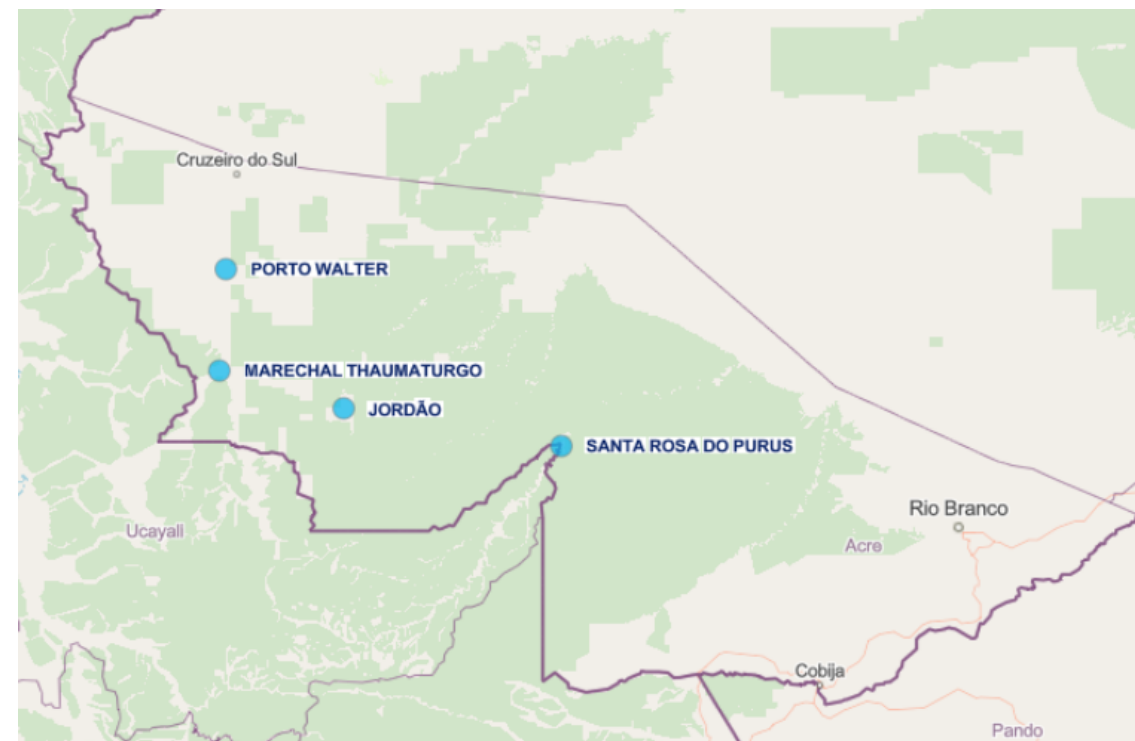 Cruzeiro do Sul
PORTO WALTER
MARECHAL THAUMATURGO
JORDÃO
SANTA ROSA DO PURUS
Rio Branco
Ucayali
Acre
Cobija
Pando